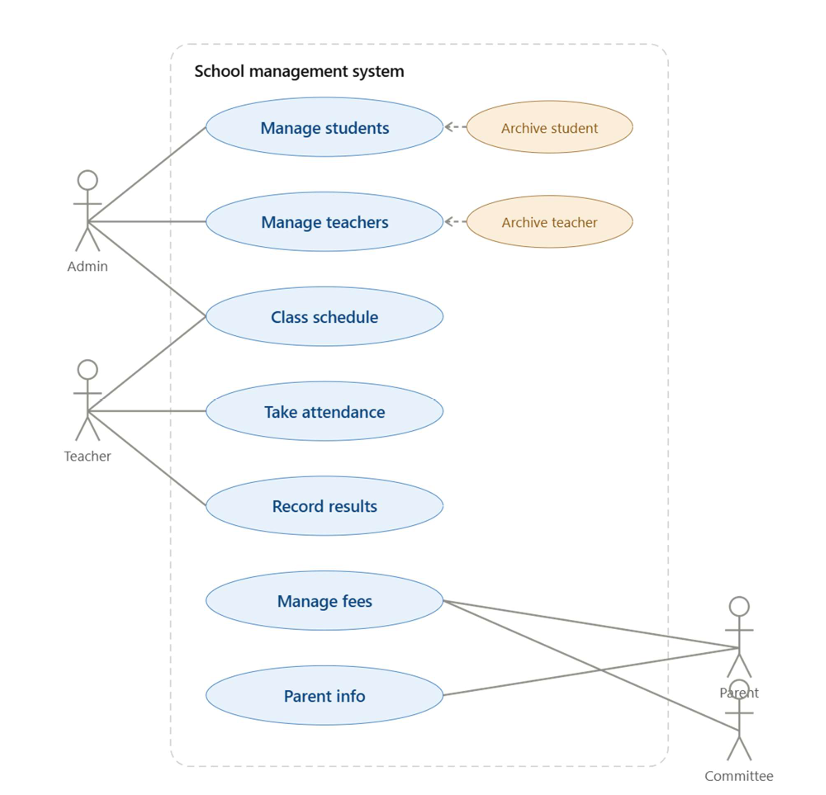 School management system
Manage students
Archive student
Manage teachers
Archive teacher
Admin
Class schedule
Take attendance
Teacher
Record results
Manage fees
Parent info
Parent
Committee